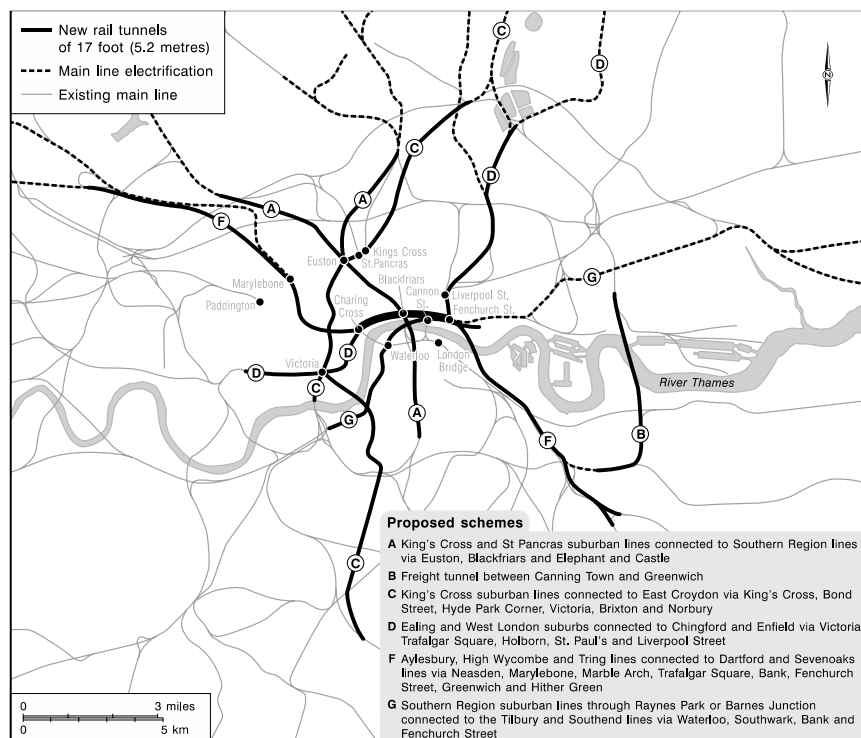 New rail tunnels
of 17 foot (5.2 metres)
Main line electrification
Existing main line
C
D
N
C
D
A
A
F
Kings Cross
St.Pancras
Euston
G
Marylebone
Blackfriars
Cannon
St.
Liverpool St.
Paddington
Charing
Cross
Fenchurch St.
Waterloo
London
Bridge
Victoria
D
D
C
River Thames
G
A
F
B
C
Proposed schemes
A King's Cross and St Pancras suburban lines connected to Southern Region lines
via Euston, Blackfriars and Elephant and Castle
B Freight tunnel between Canning Town and Greenwich
C King's Cross suburban lines connected to East Croydon via King's Cross, Bond
Street, Hyde Park Corner, Victoria, Brixton and Norbury
D Ealing and West London suburbs connected to Chingford and Enfield via Victoria
Trafalgar Square, Holborn, St. Paul's and Liverpool Street
F Aylesbury, High Wycombe and Tring lines connected to Dartford and Sevenoaks
lines via Neasden, Marylebone, Marble Arch, Trafalgar Square, Bank, Fenchurch
Street, Greenwich and Hither Green
G Southern Region suburban lines through Raynes Park or Barnes Junction
connected to the Tilbury and Southend lines via Waterloo, Southwark, Bank and
Fenchurch Street
0 3 miles
0 5 km